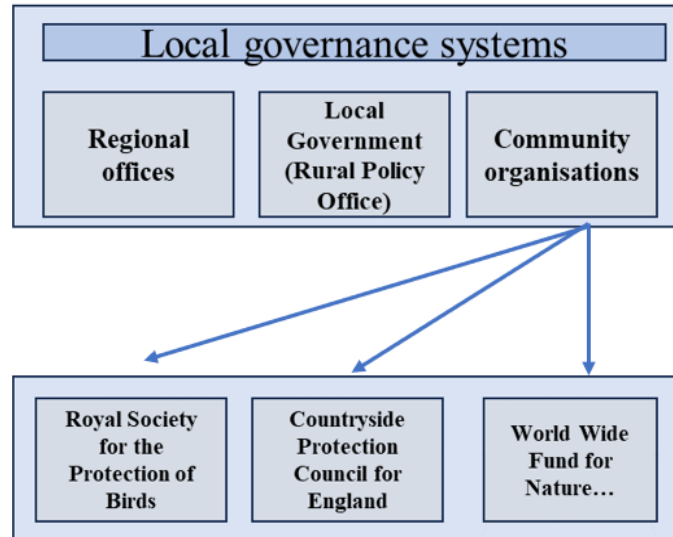 Local governance systems
Regional
offices
Local
Government
(Rural Policy
Office)
Community
organisations
Royal Society
for the
Protection of
Birds
Countryside
Protection
Council for
England
World Wide
Fund for
Nature…